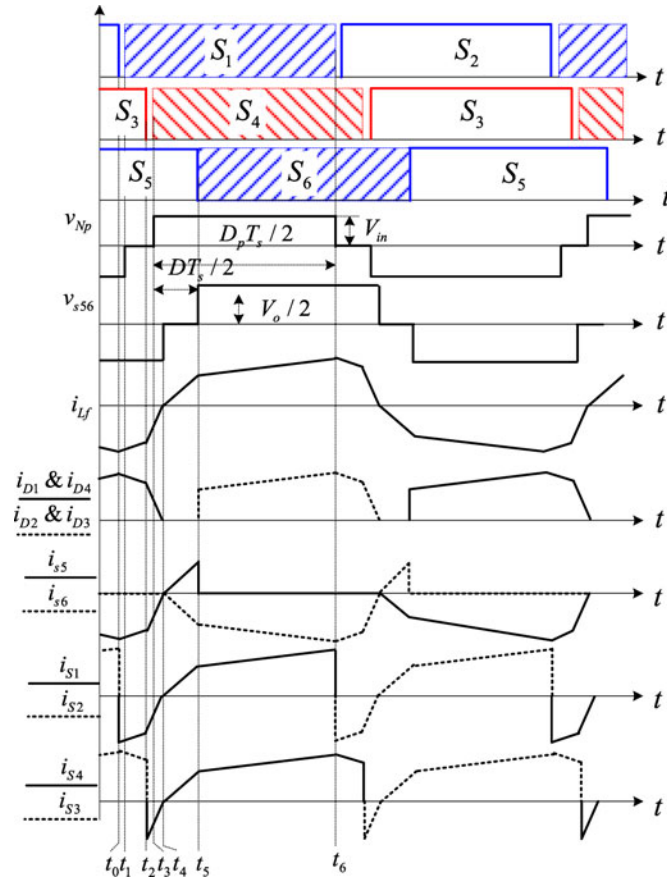 S1 S2 t
S3 S4 S3 t
S5 S6 S5 t
vNp DpTs / 2 Vin t
DTs / 2
vs56 Vo / 2 t
iLf t
iD1 & iD4
iD2 & iD3 t
is5
is6 t
iS1
iS2 t
iS4
iS3 t
t0 t1 t2 t3 t4 t5 t6